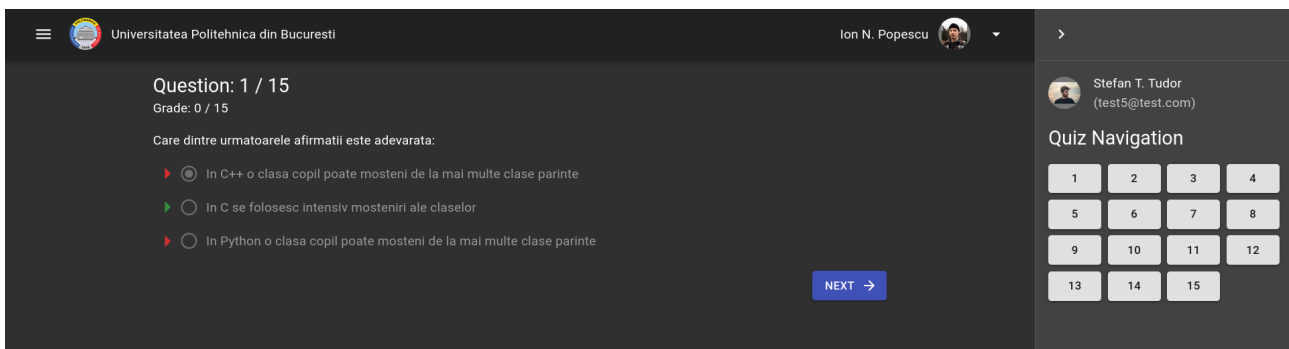 Universitatea Politehnica din Bucuresti
Ion N. Popescu
Question: 1 / 15
Grade: 0 / 15
Care dintre urmatoarele afirmatii este adevarata:
In C++ o clasa copil poate mosteni de la mai multe clase parinte
In C se folosesc intensiv mosteniri ale claselor
In Python o clasa copil poate mosteni de la mai multe clase parinte
NEXT
Stefan T. Tudor
(test5@test.com)
Quiz Navigation
1 2 3 4
5 6 7 8
9 10 11 12
13 14 15